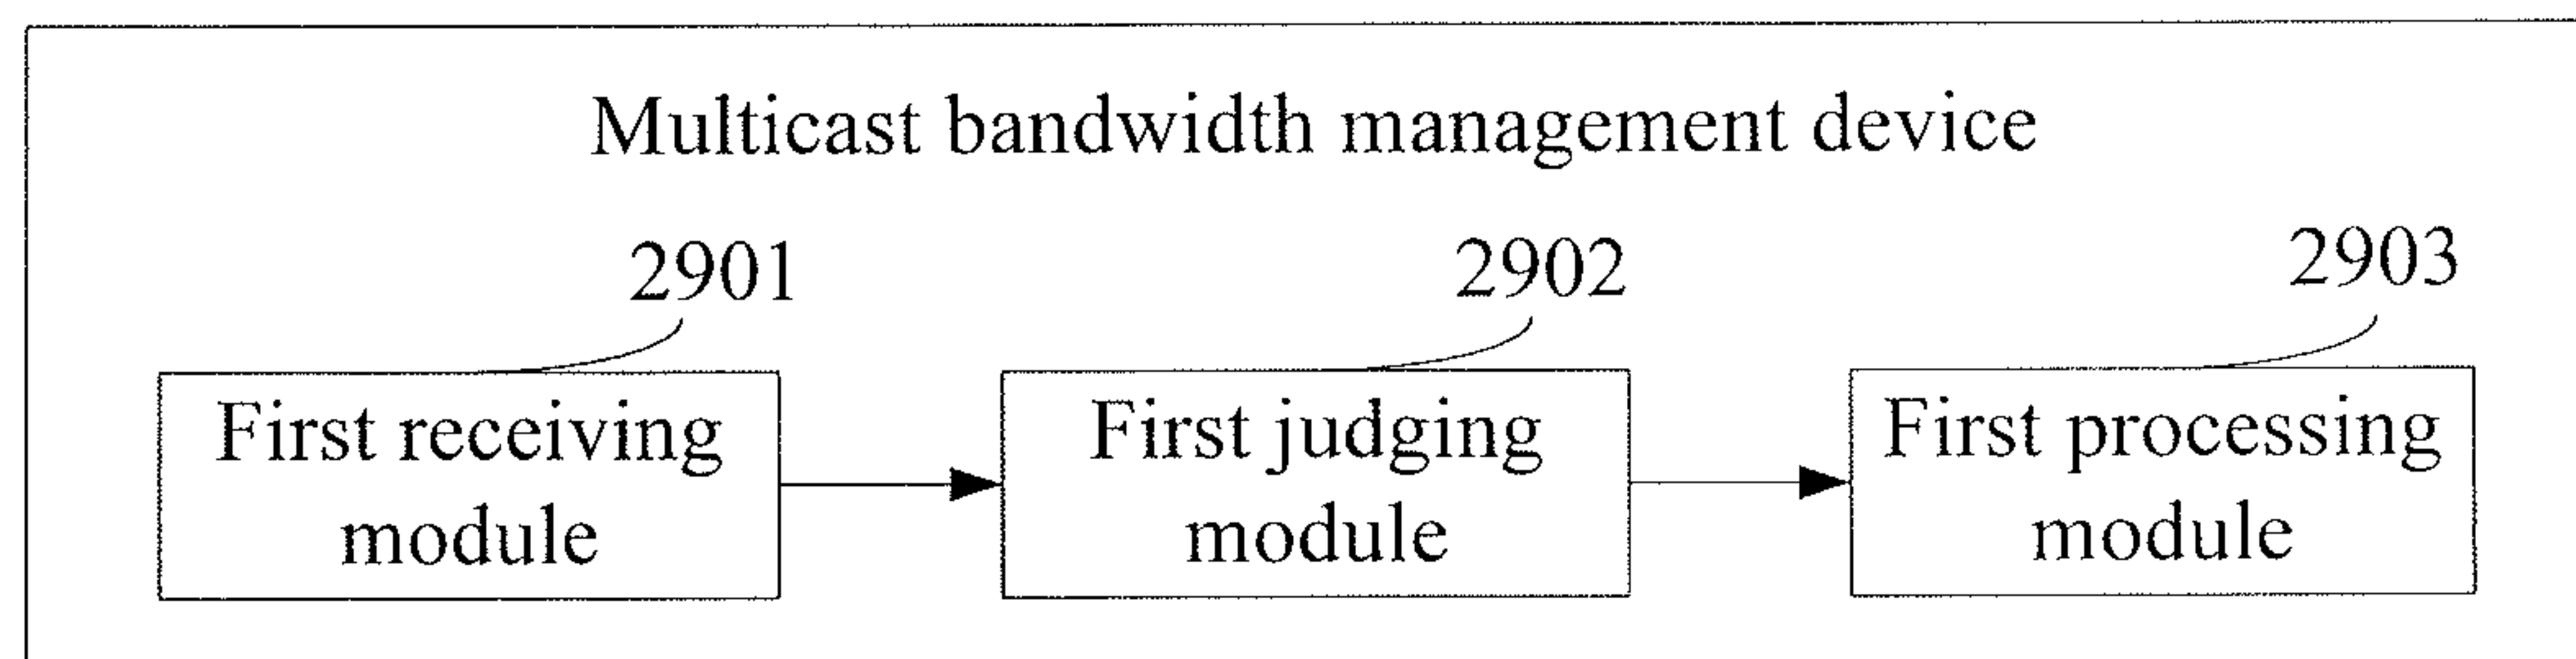 Multicast bandwidth management device
2901
2902
2903
First receiving
module
First judging
module
First processing
module